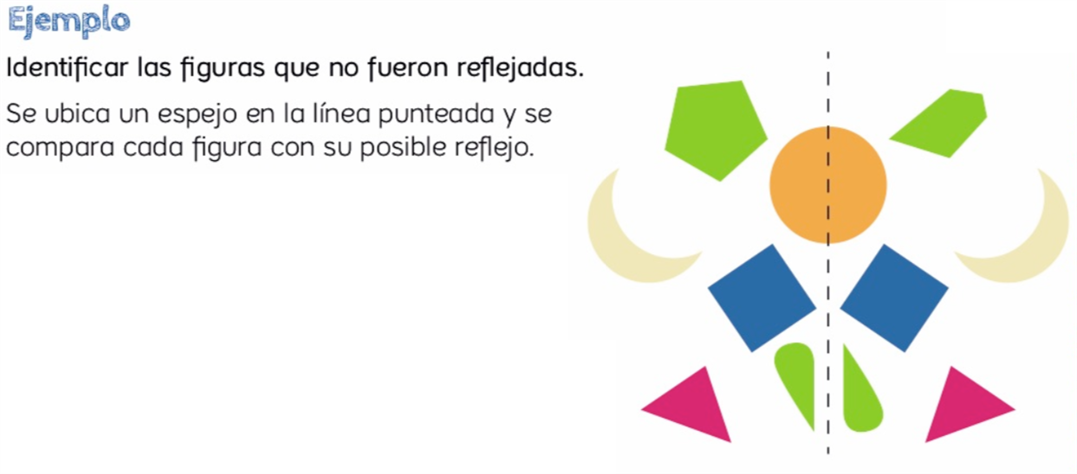 Ejemplo
Identificar las figuras que no fueron reflejadas.
Se ubica un espejo en la línea punteada y se
compara cada figura con su posible reflejo.